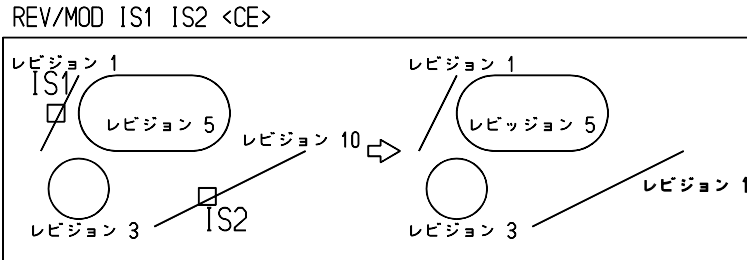 REV/MOD IS1 IS2 <CE>
レビジョン 1
IS1
レビジョン 5
レビジョン 10
IS2
レビジョン 3
レビジョン 1
レビッジョン 5
レビジョン 1
レビジョン 3